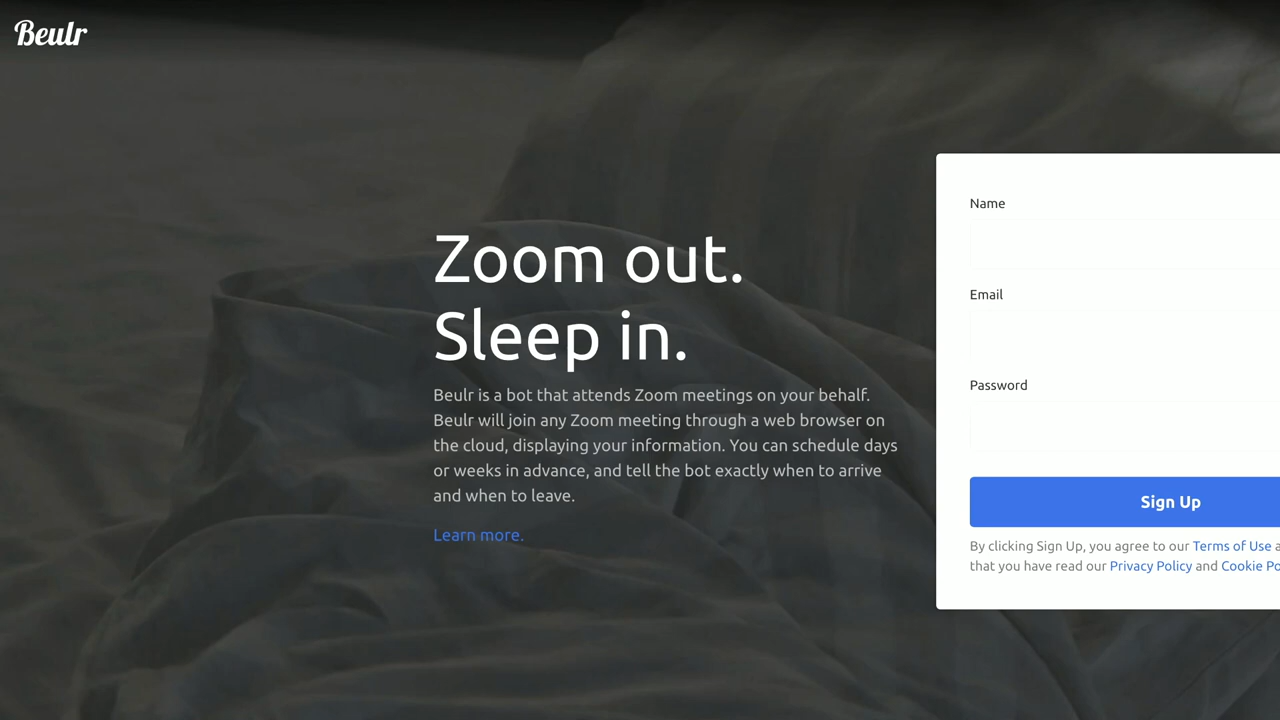 Beulr
Zoom out.
Sleep in.
Beulr is a bot that attends Zoom meetings on your behalf.
Beulr will join any Zoom meeting through a web browser on
the cloud, displaying your information. You can schedule days
or weeks in advance, and tell the bot exactly when to arrive
and when to leave.
Learn more.
Name
Email
Password
Sign Up
By clicking Sign Up, you agree to our Terms of Use
that you have read our Privacy Policy and Cookie